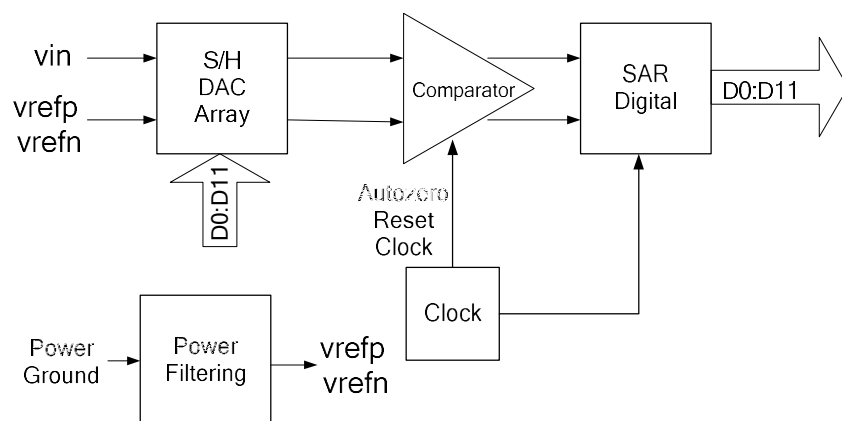 vin
vrefp
vrefn
S/H
DAC
Array
D0:D11
Comparator
SAR
Digital
D0:D11
Autozero
Reset
Clock
Clock
Power
Ground
Power
Filtering
vrefp
vrefn